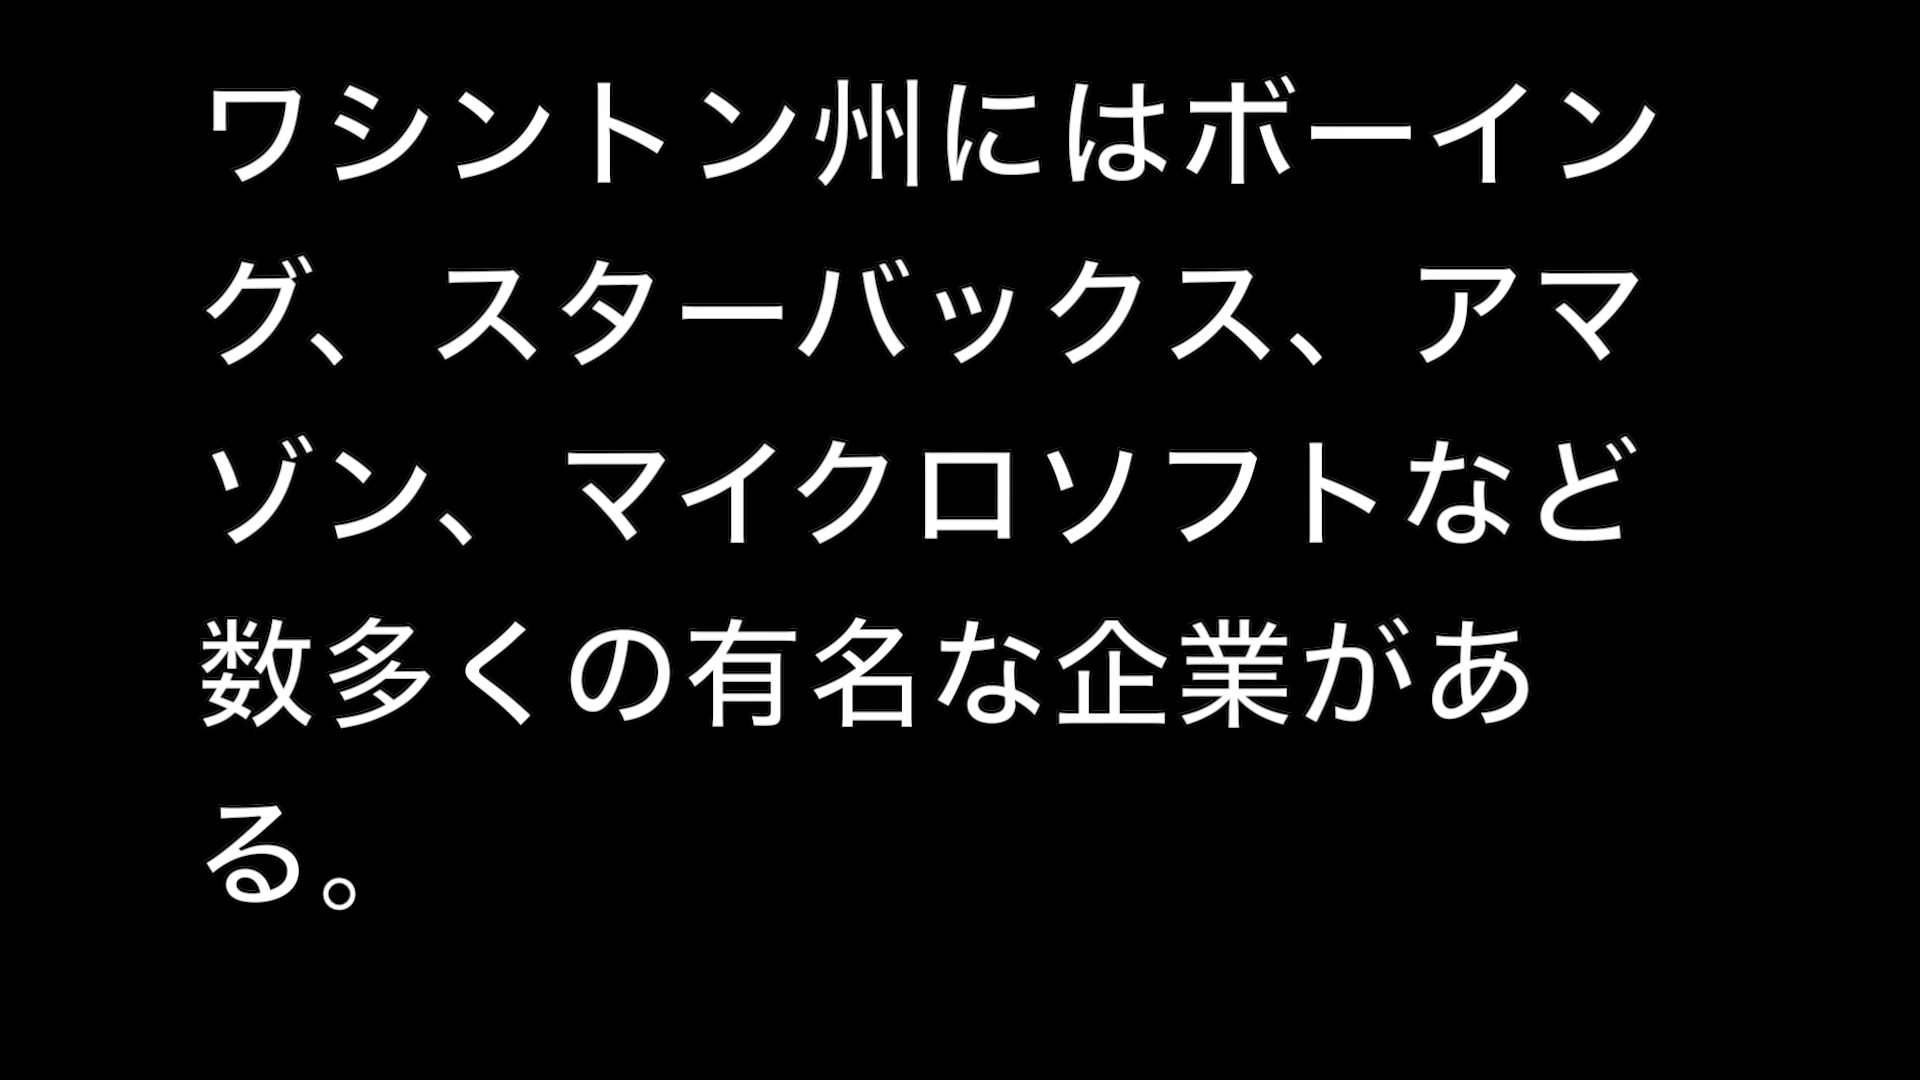 ワシントン州にはボーイン
グ、スターバックス、アマ
ゾン、マイクロソフトなど
数多くの有名な企業があ
る。